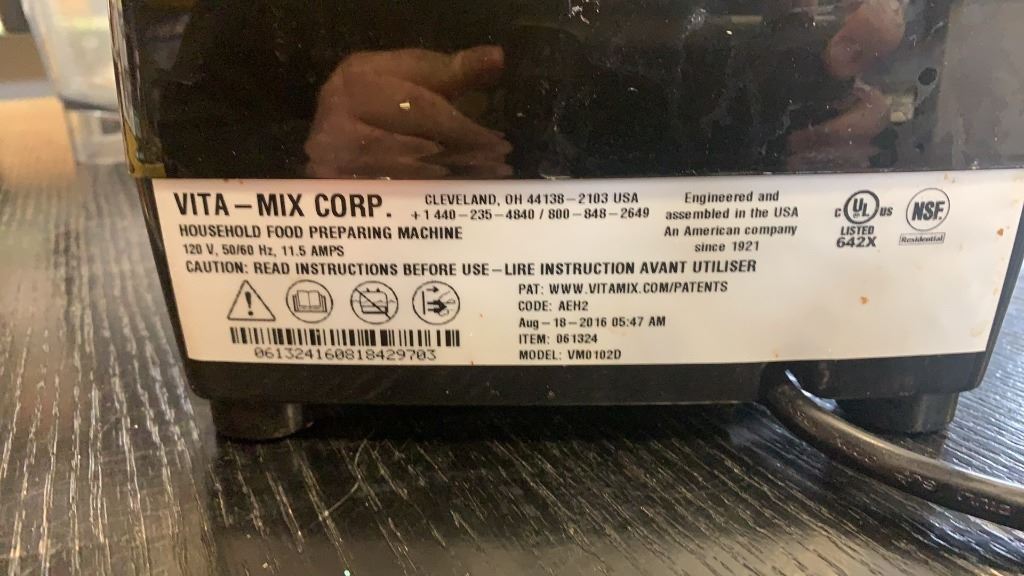 VITA-MIX CORP.
CLEVELAND, OH 44138-2103 USA
+1 440-235-4840 / 800-848-2649
Engineered and
assembled in the USA
An American company
since 1921
C UL US
LISTED
642X
NSF
Residential
HOUSEHOLD FOOD PREPARING MACHINE
120 V, 50/60 Hz, 11.5 AMPS
CAUTION: READ INSTRUCTIONS BEFORE USE-LIRE INSTRUCTION AVANT UTILISER
PAT: WWW.VITAMIX.COM/PATENTS
CODE: AEH2
Aug-18-2016 05:47 AM
ITEM: 061324
MODEL: VM0102D
061324160818429703